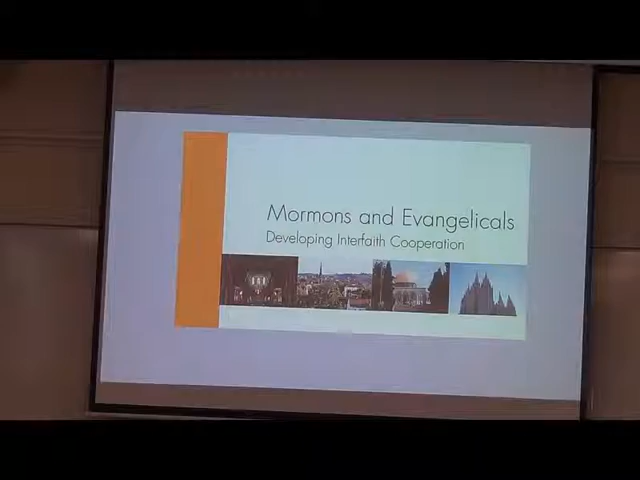 Mormons and Evangelicals
Developing Interfaith Cooperation